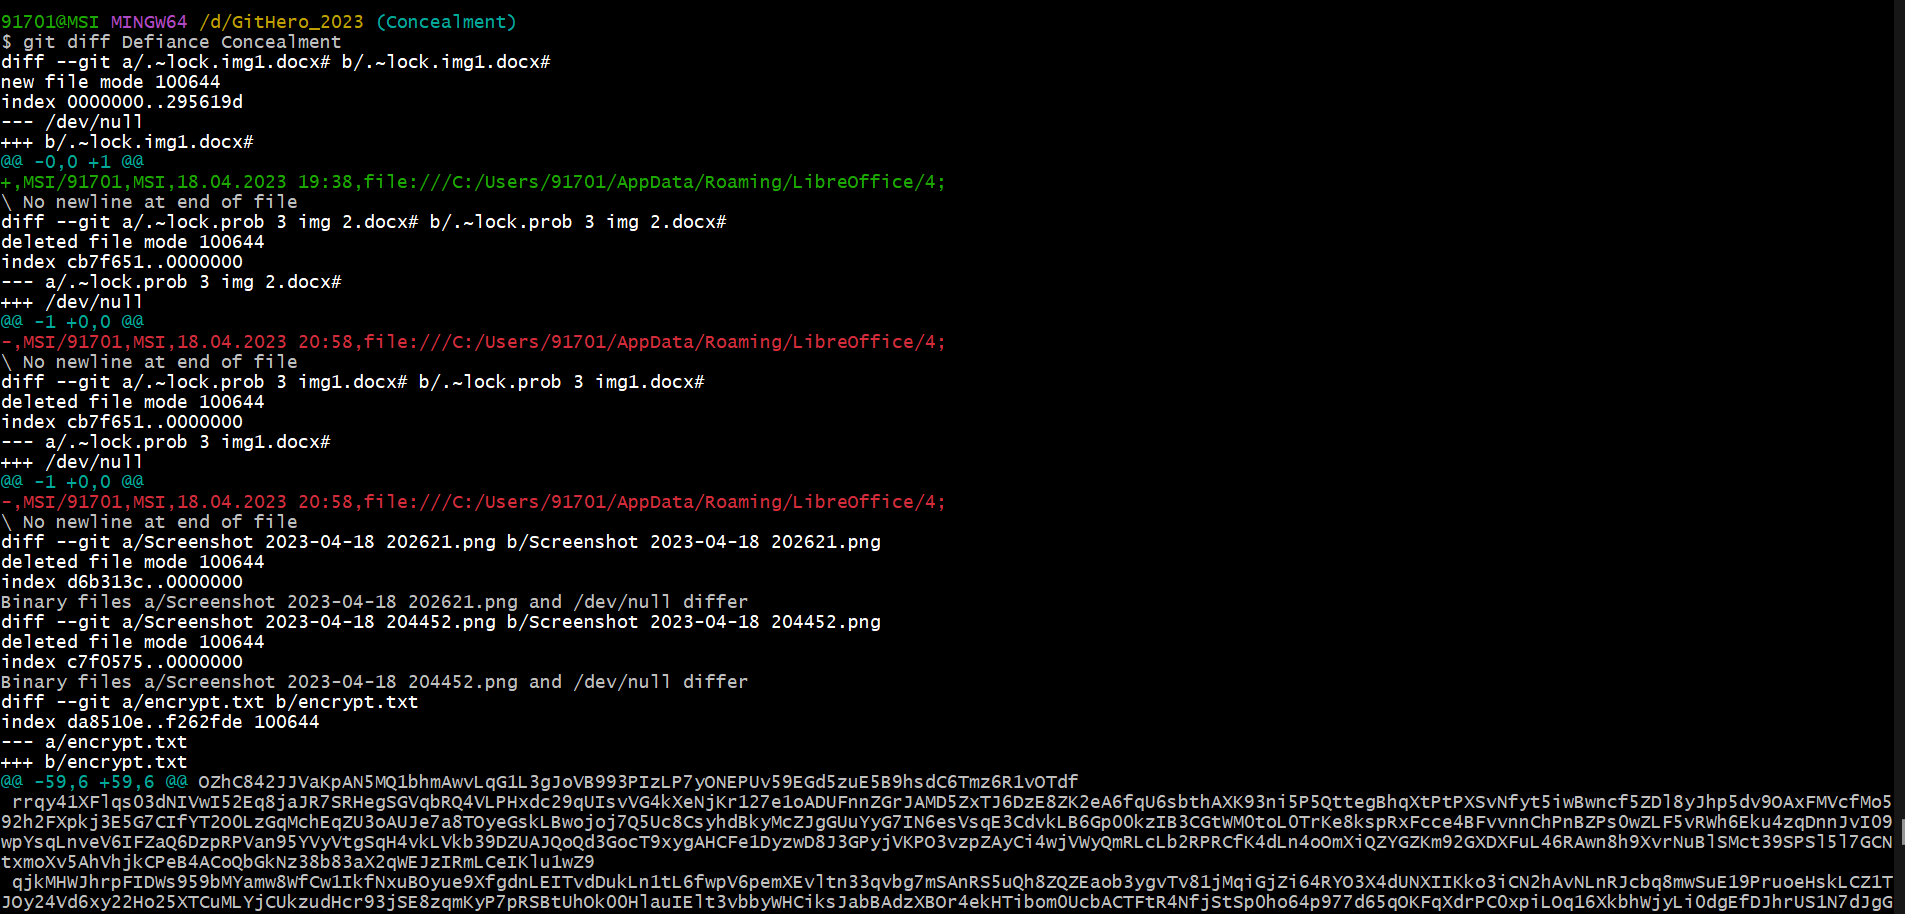 91701@MSI MINGW64 /d/GitHero_2023 (Concealment)
$ git diff Defiance Concealment
diff --git a/.~lock.img1.docx# b/.~lock.img1.docx#
new file mode 100644
index 0000000..295619d
--- /dev/null
+++ b/.~lock.img1.docx#
@@ -0,0 +1 @@
+,MSI/91701,MSI,18.04.2023 19:38,file:///C:/Users/91701/AppData/Roaming/LibreOffice/4;
\ No newline at end of file
diff --git a/.~lock.prob 3 img 2.docx# b/.~lock.prob 3 img 2.docx#
deleted file mode 100644
index cb7f651..0000000
--- a/.~lock.prob 3 img 2.docx#
+++ /dev/null
@@ -1 +0,0 @@
-,MSI/91701,MSI,18.04.2023 20:58,file:///C:/Users/91701/AppData/Roaming/LibreOffice/4;
\ No newline at end of file
diff --git a/.~lock.prob 3 img1.docx# b/.~lock.prob 3 img1.docx#
deleted file mode 100644
index cb7f651..0000000
--- a/.~lock.prob 3 img1.docx#
+++ /dev/null
@@ -1 +0,0 @@
-,MSI/91701,MSI,18.04.2023 20:58,file:///C:/Users/91701/AppData/Roaming/LibreOffice/4;
\ No newline at end of file
diff --git a/Screenshot 2023-04-18 202621.png b/Screenshot 2023-04-18 202621.png
deleted file mode 100644
index d6b313c..0000000
Binary files a/Screenshot 2023-04-18 202621.png and /dev/null differ
diff --git a/Screenshot 2023-04-18 204452.png b/Screenshot 2023-04-18 204452.png
deleted file mode 100644
index c7f0575..0000000
Binary files a/Screenshot 2023-04-18 204452.png and /dev/null differ
diff --git a/encrypt.txt b/encrypt.txt
index da8510e..f262fde 100644
--- a/encrypt.txt
+++ b/encrypt.txt
@@ -59,6 +59,6 @@ OZhC842JJVaKpAN5MQ1bhmAwvLqG1L3gJoVB993PIzLP7yONEPUv59EGd5zuE5B9hsdC6Tmz6R1vOTdf
rrqy41XFlqsO3dNIVwI52Eq8jaJR7SRHegSGVqbRQ4VLPHxdc29qUIsvVG4kXeNjKr127e1oADUFnnZGrJAMD5ZxTJ6DzE8ZK2eA6fqU6sbthAXK93ni5P5QttegBhqXtPtPXSvNfyt5iwBwncf5ZDl8yJhp5dv9OAxFMVcfMo5
92h2FXpkj3E5G7CIfYT2OOLzGqMchEqZU3oAUJe7a8TOyeGskLBwojoj7Q5Uc8CsyhdBkyMcZJgGUuYyG7IN6esVsqE3CdvkLB6GpO0kzIB3CGtWM0toL0TrKe8kspRxFcce4BFvvnnChPnBZPsOwZLF5vRWh6Eku4zqDnnJvIO9
wpYsqLnveV6IFZaQ6DzpRPVan95YVyVtgSqH4vkLVkb39DZUAJQoQd3GocT9xygAHCFe1DyzwD8J3GPyjVKPO3vzpZAyCi4wjVWyQmRLcLb2RPRCfK4dLn4oOmXiQZYGZKm92GXDXFuL46RAwn8h9XvrNuBlSMct39SPSl5l7GCN
txmoXv5AhVhjkCPeB4ACoQbGkNz38b83aX2qWEJzIRmLCeIKlu1wZ9
qjkMHWJhrpFIDWs959bMYamw8WfCw1IkfNxuBOyue9XfgdnLEITvdDukLn1tL6fwpV6pemXEvltn33qvbg7mSAnRS5uQh8ZQZEaob3ygvTv81jMqiGjZi64RYO3X4dUNXIIKko3iCN2hAvNLnRJcbq8mwSuE19PruoeHskLCZ1T
JOy24Vd6xy22Ho25XTCuMLYjCUkzudHcr93jSE8zqmKyP7pRSBtUhOk0OHlauIElt3vbbyWHCiksJabBAdzXBOr4ekHTibomOUcbACTFtR4NfjStSp0ho64p977d65qOKFqXdrPCOxpiLOq16XkbhWjyLiOdgEfDJhrUS1N7dJgG